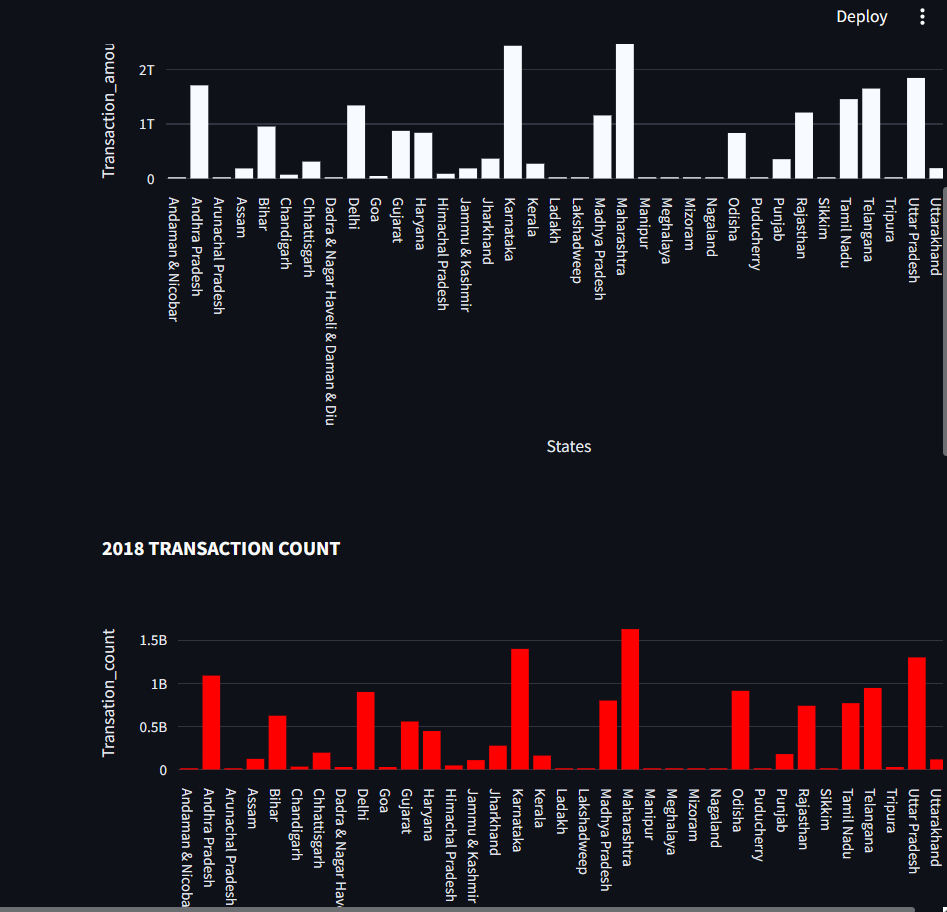 Deploy
Transaction_amou
2T
1T
0
Andaman & Nicobar
Andhra Pradesh
Arunachal Pradesh
Assam
Bihar
Chandigarh
Chhattisgarh
Dadra & Nagar Haveli & Daman & Diu
Delhi
Goa
Gujarat
Haryana
Himachal Pradesh
Jammu & Kashmir
Jharkhand
Karnataka
Kerala
Ladakh
Lakshadweep
Madhya Pradesh
Maharashtra
Manipur
Meghalaya
Mizoram
Nagaland
Odisha
Puducherry
Punjab
Rajasthan
Sikkim
Tamil Nadu
Telangana
Tripura
Uttar Pradesh
Uttarakhand
States
2018 TRANSACTION COUNT
Transation_count
1.5B
1B
0.5B
0
Andaman & Nicoba
Andhra Pradesh
Arunachal Pradesh
Assam
Bihar
Chandigarh
Chhattisgarh
Dadra & Nagar Hav
Delhi
Goa
Gujarat
Haryana
Himachal Pradesh
Jammu & Kashmir
Jharkhand
Karnataka
Kerala
Ladakh
Lakshadweep
Madhya Pradesh
Maharashtra
Manipur
Meghalaya
Mizoram
Nagaland
Odisha
Puducherry
Punjab
Rajasthan
Sikkim
Tamil Nadu
Telangana
Tripura
Uttar Pradesh
Uttarakhand